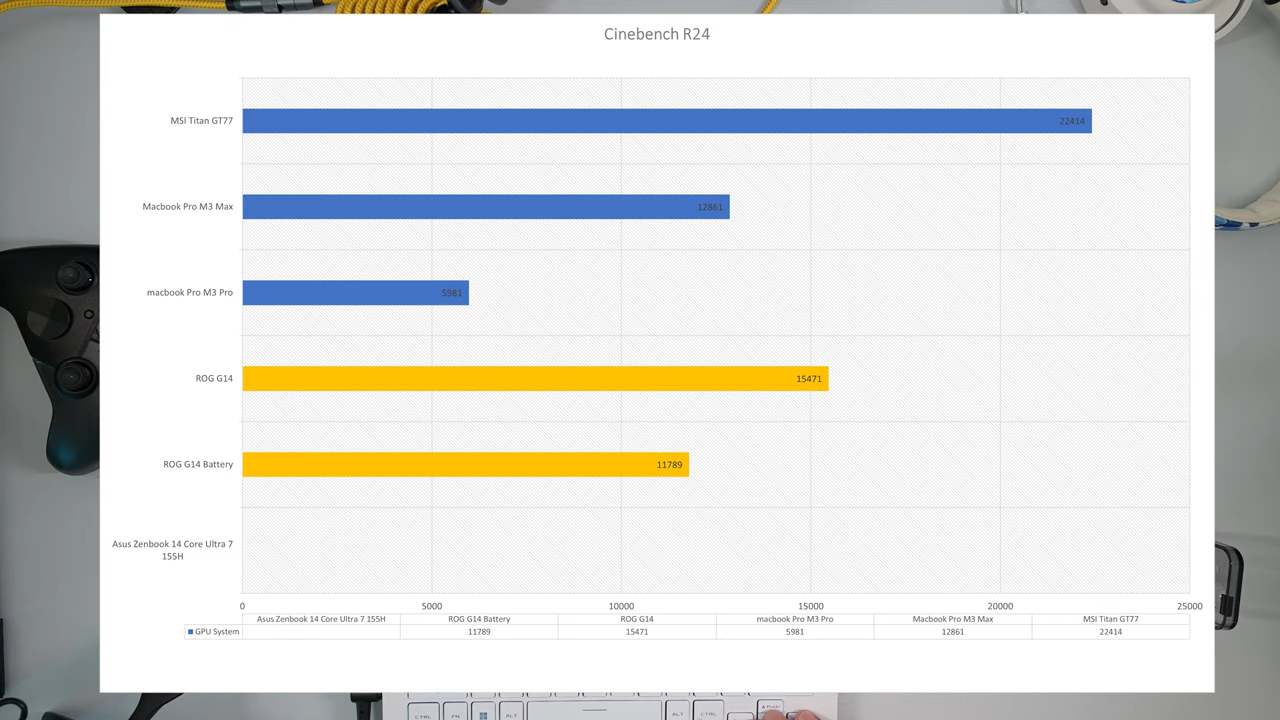 Cinebench R24
MSI Titan GT77
22414
Macbook Pro M3 Max
12861
macbook Pro M3 Pro
5981
ROG G14
15471
ROG G14 Battery
11789
Asus Zenbook 14 Core Ultra 7
155H
0 5000 10000 15000 20000 25000
Asus Zenbook 14 Core Ultra 7 155H ROG G14 Battery ROG G14 macbook Pro M3 Pro Macbook Pro M3 Max MSI Titan GT77
GPU System 11789 15471 5981 12861 22414
CTRL FN ALT ALT CTRL